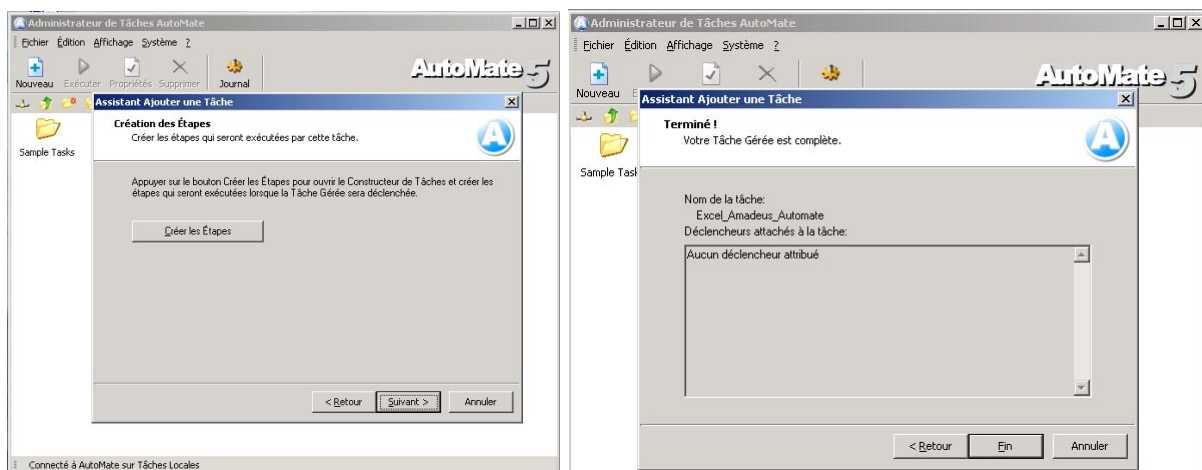 Administrateur de Tâches AutoMate
Fichier Édition Affichage Système ?
Nouveau Exécuter Propriétés Supprimer Journal
AutoMate 5
Assistant Ajouter une Tâche
Création des Étapes
Créer les étapes qui seront exécutées par cette tâche.
Sample Tasks
Appuyer sur le bouton Créer les Étapes pour ouvrir le Constructeur de Tâches et créer les
étapes qui seront exécutées lorsque la Tâche Gérée sera déclenchée.
Créer les Étapes
< Retour Suivant > Annuler
Connecté à AutoMate sur Tâches Locales
Administrateur de Tâches AutoMate
Fichier Édition Affichage Système ?
Nouveau
AutoMate 5
Assistant Ajouter une Tâche
Terminé !
Votre Tâche Gérée est complète.
Sample Tas
Nom de la tâche:
Excel_Amadeus_Automate
Déclencheurs attachés à la tâche:
Aucun déclencheur attribué
< Retour Fin Annuler